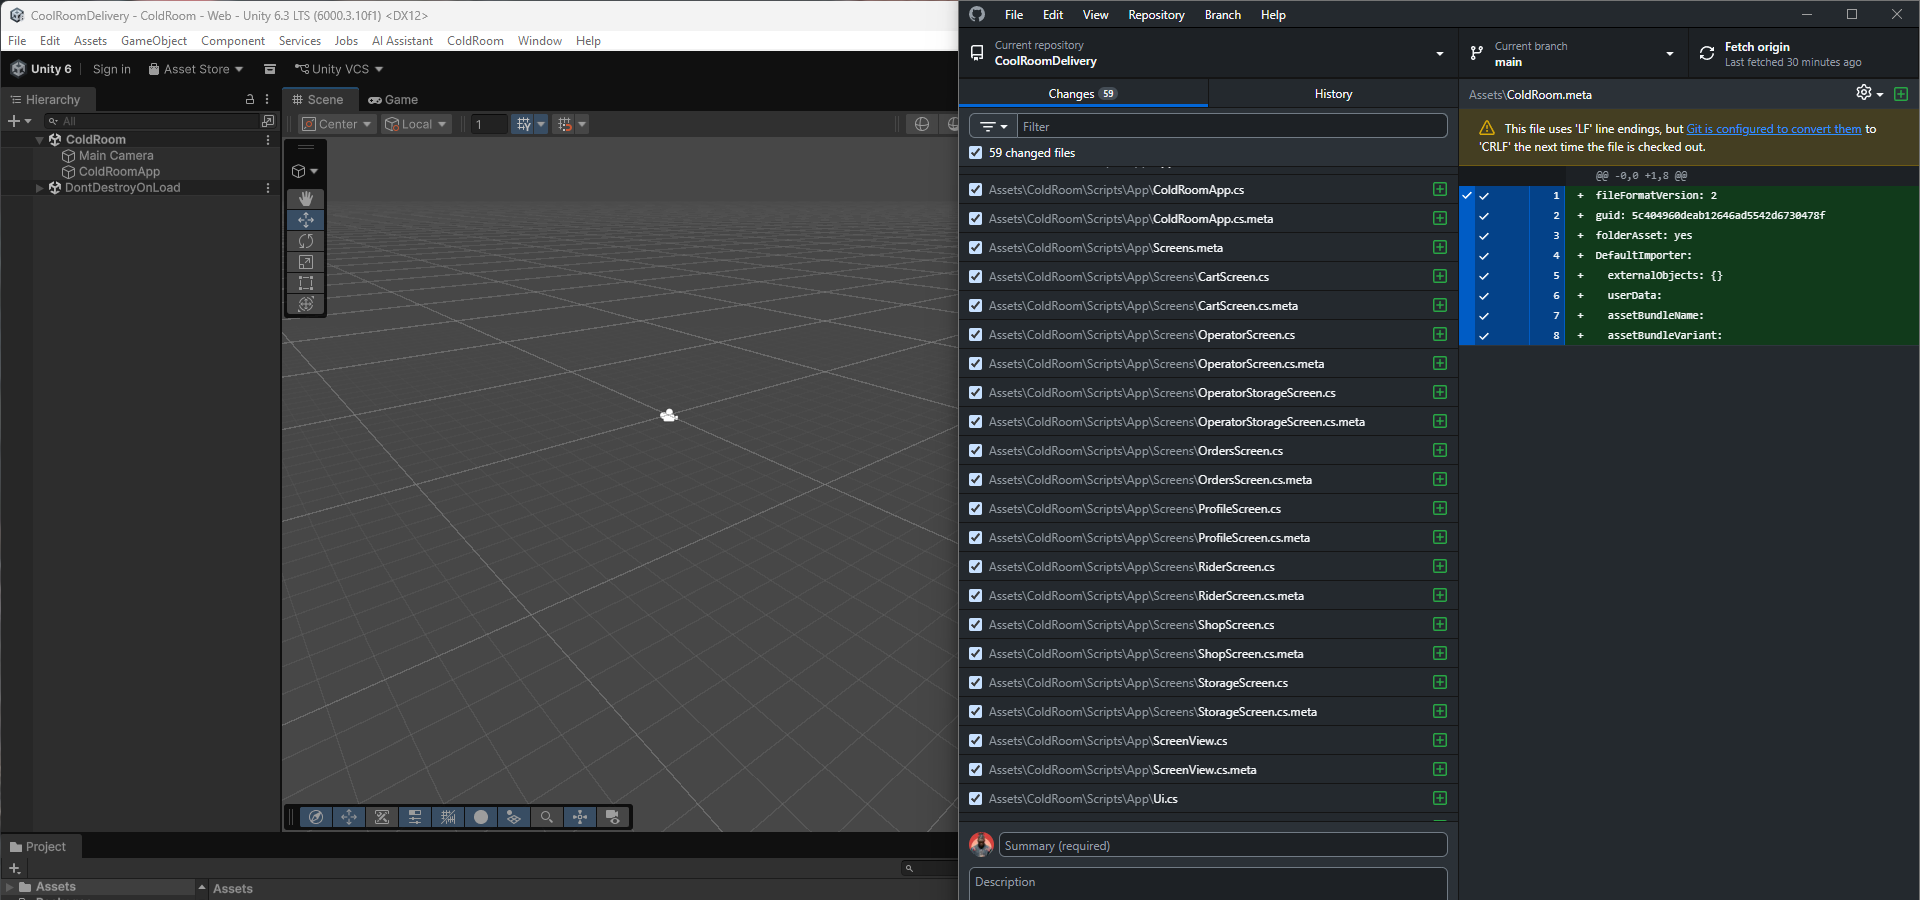 CoolRoomDelivery - ColdRoom - Web - Unity 6.3 LTS (6000.3.10f1) <DX12>
File Edit Assets GameObject Component Services Jobs AI Assistant ColdRoom Window Help
Unity 6 Sign in Asset Store Unity VCS
Hierarchy
All
ColdRoom
Main Camera
ColdRoomApp
DontDestroyOnLoad
Scene Game
Center Local 1
Project
Assets
Assets
File Edit View Repository Branch Help
Current repository
CoolRoomDelivery
Current branch
main
Fetch origin
Last fetched 30 minutes ago
Changes 59 History
Filter
59 changed files
Assets\ColdRoom\Scripts\App\ColdRoomApp.cs
Assets\ColdRoom\Scripts\App\ColdRoomApp.cs.meta
Assets\ColdRoom\Scripts\App\Screens.meta
Assets\ColdRoom\Scripts\App\Screens\CartScreen.cs
Assets\ColdRoom\Scripts\App\Screens\CartScreen.cs.meta
Assets\ColdRoom\Scripts\App\Screens\OperatorScreen.cs
Assets\ColdRoom\Scripts\App\Screens\OperatorScreen.cs.meta
Assets\ColdRoom\Scripts\App\Screens\OperatorStorageScreen.cs
Assets\ColdRoom\Scripts\App\Screens\OperatorStorageScreen.cs.meta
Assets\ColdRoom\Scripts\App\Screens\OrdersScreen.cs
Assets\ColdRoom\Scripts\App\Screens\OrdersScreen.cs.meta
Assets\ColdRoom\Scripts\App\Screens\ProfileScreen.cs
Assets\ColdRoom\Scripts\App\Screens\ProfileScreen.cs.meta
Assets\ColdRoom\Scripts\App\Screens\RiderScreen.cs
Assets\ColdRoom\Scripts\App\Screens\RiderScreen.cs.meta
Assets\ColdRoom\Scripts\App\Screens\ShopScreen.cs
Assets\ColdRoom\Scripts\App\Screens\ShopScreen.cs.meta
Assets\ColdRoom\Scripts\App\Screens\StorageScreen.cs
Assets\ColdRoom\Scripts\App\Screens\StorageScreen.cs.meta
Assets\ColdRoom\Scripts\App\ScreenView.cs
Assets\ColdRoom\Scripts\App\ScreenView.cs.meta
Assets\ColdRoom\Scripts\App\Ui.cs
Summary (required)
Description
Assets\ColdRoom.meta
This file uses 'LF' line endings, but Git is configured to convert them to
'CRLF' the next time the file is checked out.
@@ -0,0 +1,8 @@
1 + fileFormatVersion: 2
2 + guid: 5c404960deab12646ad5542d6730478f
3 + folderAsset: yes
4 + DefaultImporter:
5 + externalObjects: {}
6 + userData:
7 + assetBundleName:
8 + assetBundleVariant: